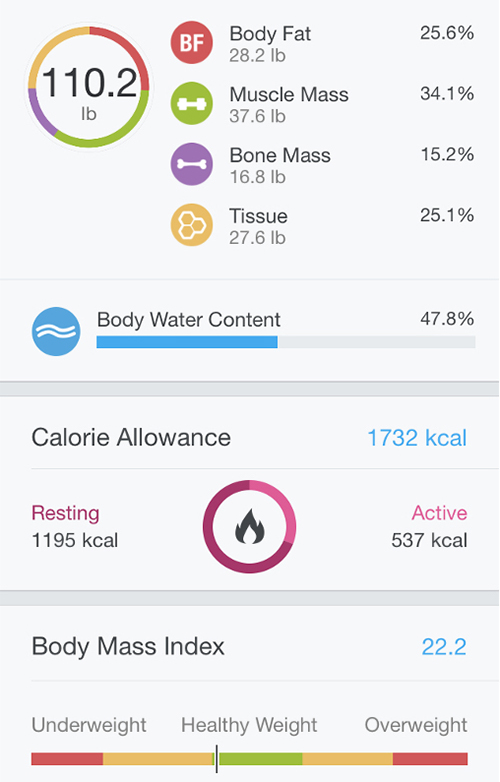 110.2
lb
BF
Body Fat 25.6%
28.2 lb
Muscle Mass 34.1%
37.6 lb
Bone Mass 15.2%
16.8 lb
Tissue 25.1%
27.6 lb
Body Water Content 47.8%
Calorie Allowance 1732 kcal
Resting Active
1195 kcal 537 kcal
Body Mass Index 22.2
Underweight Healthy Weight Overweight